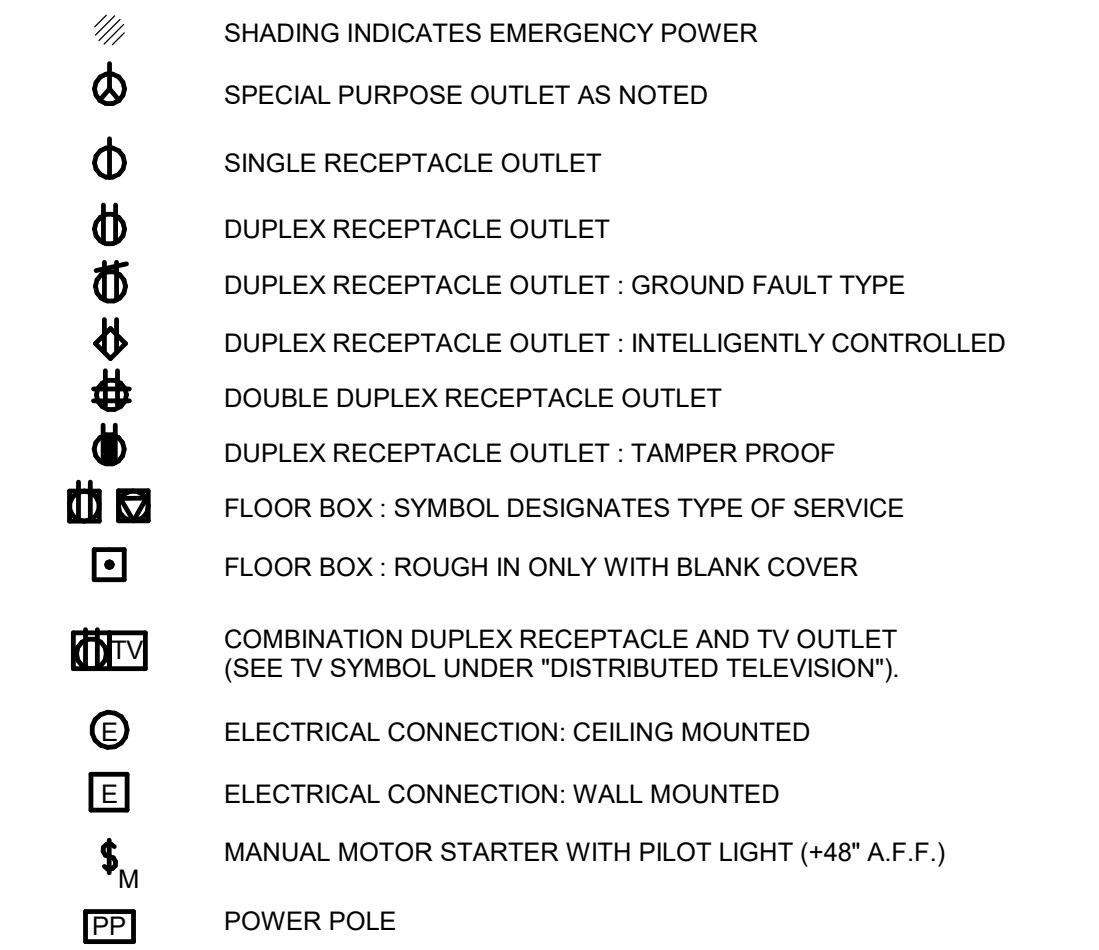 SHADING INDICATES EMERGENCY POWER
SPECIAL PURPOSE OUTLET AS NOTED
SINGLE RECEPTACLE OUTLET
DUPLEX RECEPTACLE OUTLET
DUPLEX RECEPTACLE OUTLET : GROUND FAULT TYPE
DUPLEX RECEPTACLE OUTLET : INTELLIGENTLY CONTROLLED
DOUBLE DUPLEX RECEPTACLE OUTLET
DUPLEX RECEPTACLE OUTLET : TAMPER PROOF
FLOOR BOX : SYMBOL DESIGNATES TYPE OF SERVICE
FLOOR BOX : ROUGH IN ONLY WITH BLANK COVER
TV COMBINATION DUPLEX RECEPTACLE AND TV OUTLET
(SEE TV SYMBOL UNDER "DISTRIBUTED TELEVISION").
E ELECTRICAL CONNECTION: CEILING MOUNTED
E ELECTRICAL CONNECTION: WALL MOUNTED
$M MANUAL MOTOR STARTER WITH PILOT LIGHT (+48" A.F.F.)
PP POWER POLE